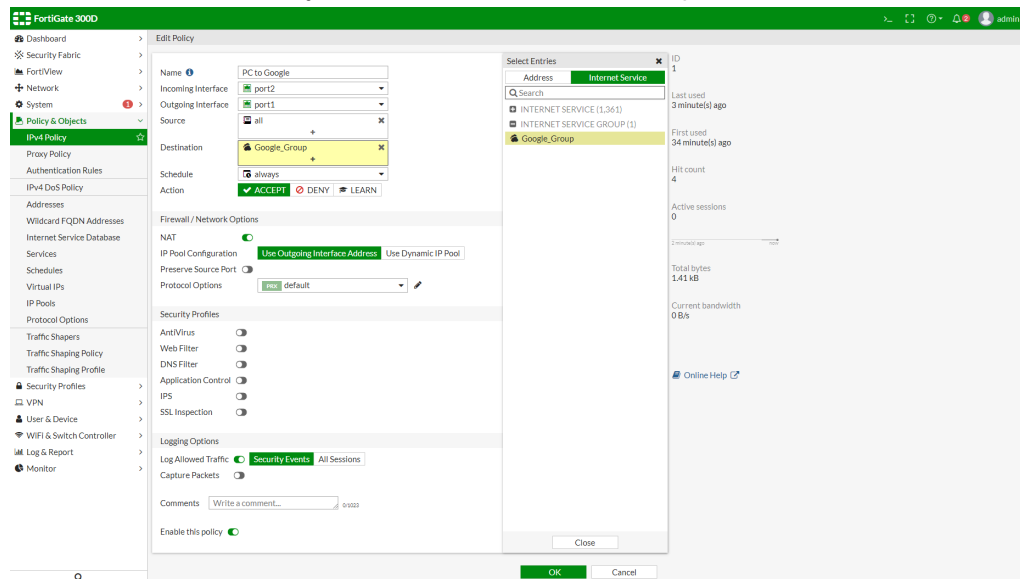 FortiGate 300D
2
admin
Dashboard
Security Fabric
FortiView
Network
System
1
Policy & Objects
IPv4 Policy
Proxy Policy
Authentication Rules
IPv4 DoS Policy
Addresses
Wildcard FQDN Addresses
Internet Service Database
Services
Schedules
Virtual IPs
IP Pools
Protocol Options
Traffic Shapers
Traffic Shaping Policy
Traffic Shaping Profile
Security Profiles
VPN
User & Device
WiFi & Switch Controller
Log & Report
Monitor
Edit Policy
Name
PC to Google
Incoming Interface
port2
Outgoing Interface
port1
Source
all
+
Destination
Google_Group
+
Schedule
always
Action
ACCEPT
DENY
LEARN
Firewall / Network Options
NAT
IP Pool Configuration
Use Outgoing Interface Address
Use Dynamic IP Pool
Preserve Source Port
Protocol Options
PRX
default
Security Profiles
AntiVirus
Web Filter
DNS Filter
Application Control
IPS
SSL Inspection
Logging Options
Log Allowed Traffic
Security Events
All Sessions
Capture Packets
Comments
Write a comment...
0/1023
Enable this policy
Select Entries
Address
Internet Service
Search
INTERNET SERVICE (1,361)
INTERNET SERVICE GROUP (1)
Google_Group
Close
OK
Cancel
ID
1
Last used
3 minute(s) ago
First used
34 minute(s) ago
Hit count
4
Active sessions
0
2 minute(s) ago
now
Total bytes
1.41 kB
Current bandwidth
0 B/s
Online Help